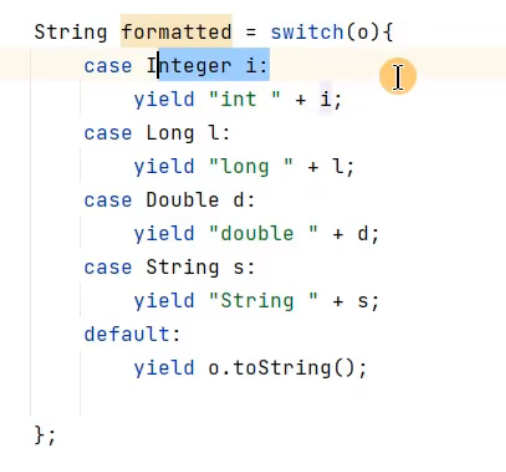 String formatted = switch(o){
case Integer i:
yield "int " + i;
case Long l:
yield "long " + l;
case Double d:
yield "double " + d;
case String s:
yield "String " + s;
default:
yield o.toString();
};